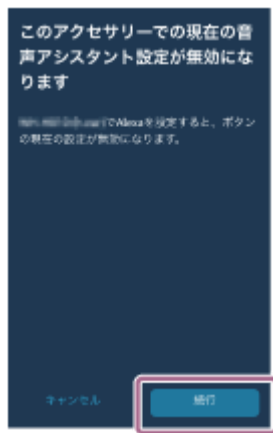 このアクセサリーでの現在の音
声アシスタント設定が無効にな
ります
でAlexaを設定すると、ボタン
の現在の設定が無効になります。
キャンセル
続行